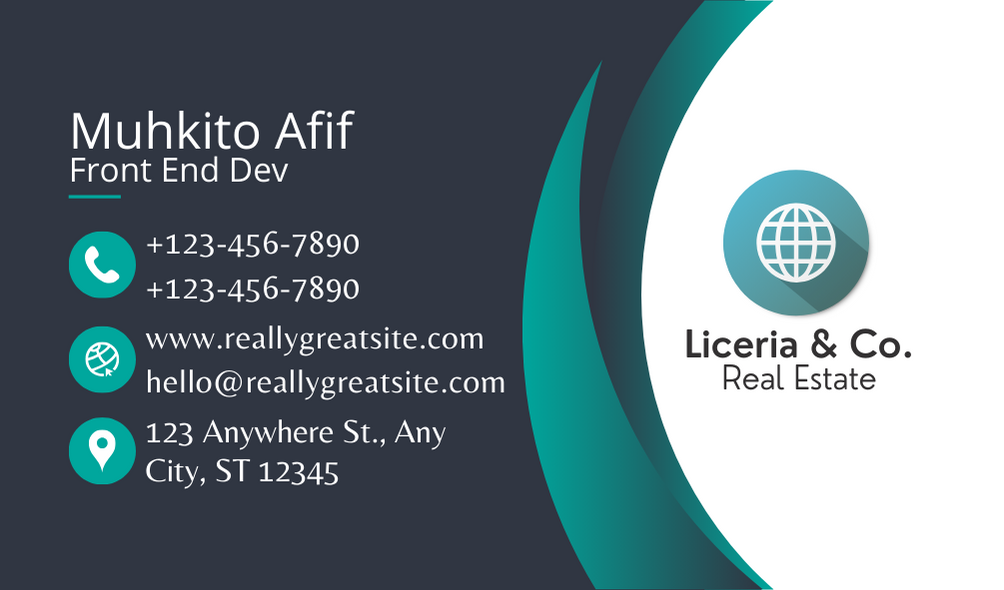 Muhkito Afif
Front End Dev
+123-456-7890
+123-456-7890
www.reallygreatsite.com
hello@reallygreatsite.com
123 Anywhere St., Any
City, ST 12345
Liceria & Co.
Real Estate